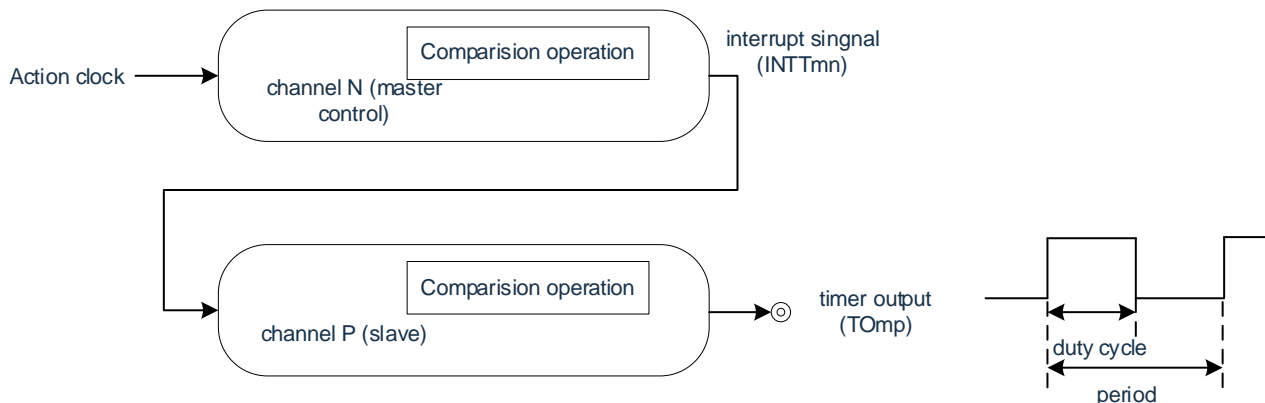 Comparision operation
interrupt singnal
(INTTmn)
Action clock
channel N (master
control)
Comparision operation
channel P (slave)
timer output
(TOmp)
duty cycle
period